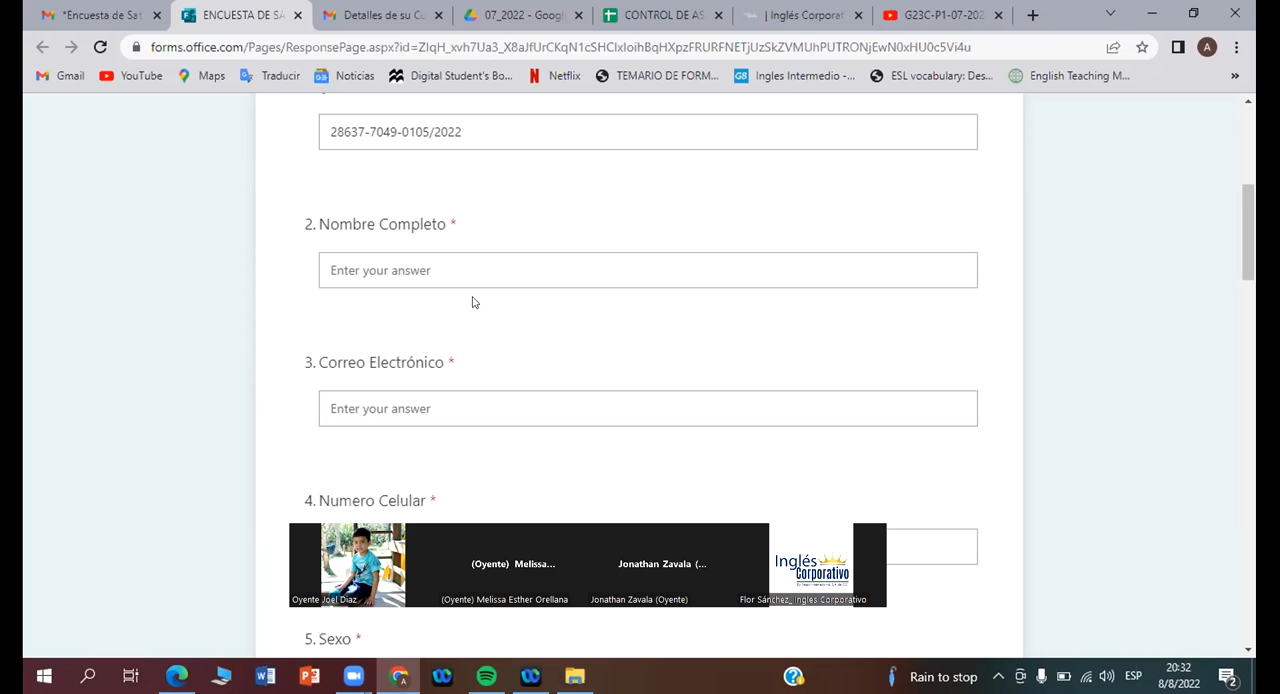 *Encuesta de Sat
ENCUESTA DE SA
Detalles de su Cu
07_2022 - Google
CONTROL DE AS
| Inglés Corporat
G23C-P1-07-202
forms.office.com/Pages/ResponsePage.aspx?id=ZIqH_xvh7Ua3_X8aJfUrCKqN1cSHCIxIoihBqHXpzFRURFNETjUzSkZVMUhPUTRONjEwN0xHU0c5Vi4u
Gmail
YouTube
Maps
Traducir
Noticias
Digital Student's Bo...
Netflix
TEMARIO DE FORM...
Ingles Intermedio -...
ESL vocabulary: Des...
English Teaching M...
28637-7049-0105/2022
2. Nombre Completo *
Enter your answer
3. Correo Electrónico *
Enter your answer
4. Numero Celular *
(Oyente) Melissa...
Jonathan Zavala (...
Inglés
Corporativo
Oyente Joel Diaz
(Oyente) Melissa Esther Orellana
Jonathan Zavala (Oyente)
Flor Sánchez_Inglés Corporativo
5. Sexo *
Rain to stop
ESP
20:32
8/8/2022
2